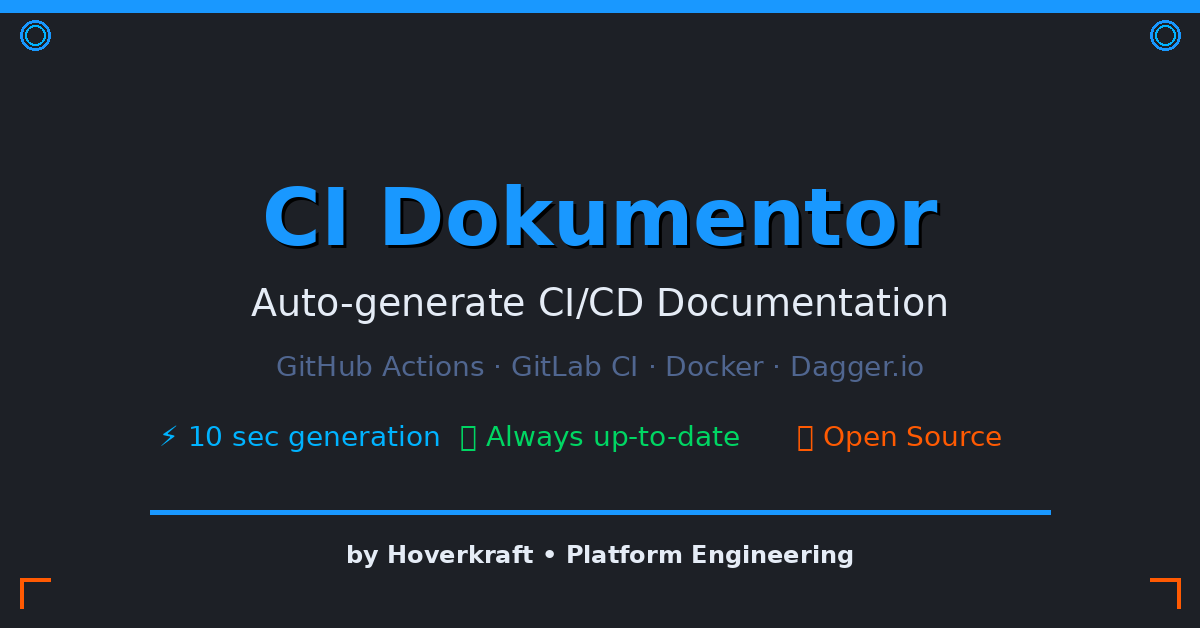 CI Dokumentor
Auto-generate CI/CD Documentation
GitHub Actions · GitLab CI · Docker · Dagger.io
⚡ 10 sec generation Always up-to-date Open Source
by Hoverkraft • Platform Engineering